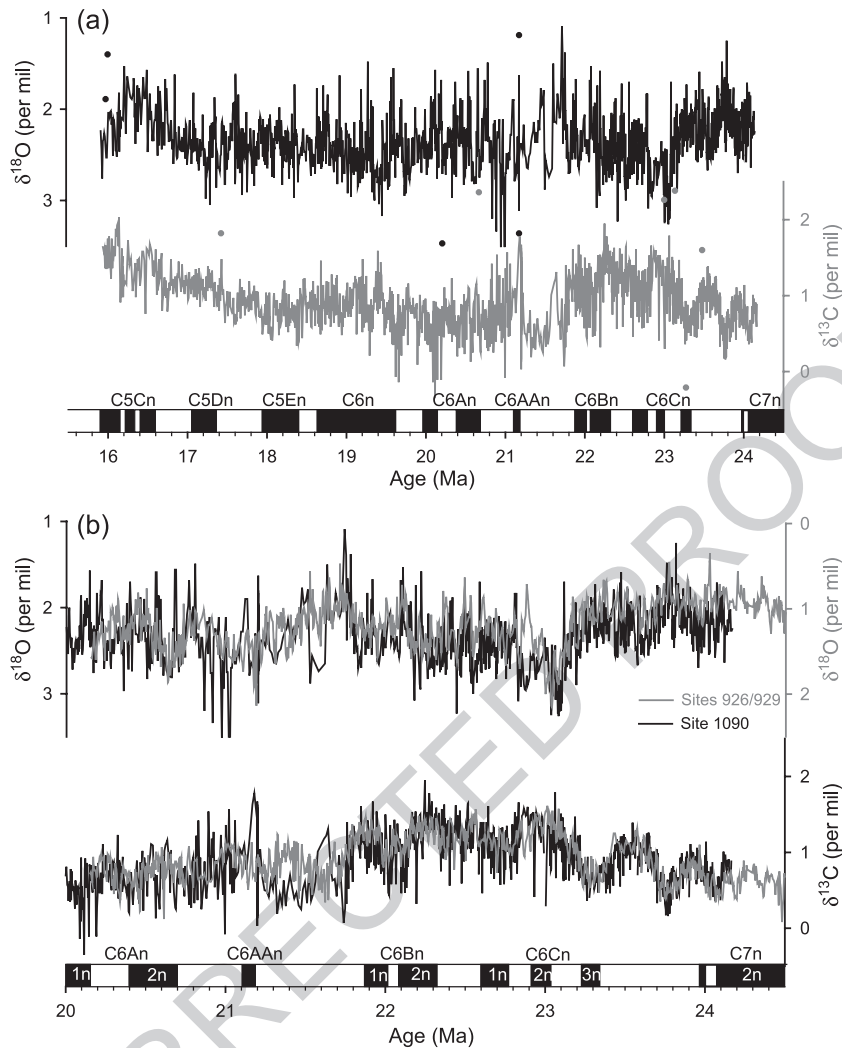 (a)
1
2
3
δ18O (per mil)
2
1
0
δ13C (per mil)
C5Cn C5Dn C5En C6n C6An C6AAn C6Bn C6Cn C7n
16 17 18 19 20 21 22 23 24
Age (Ma)
(b)
1
2
3
δ18O (per mil)
0
1
2
δ18O (per mil)
Sites 926/929
Site 1090
2
1
0
δ13C (per mil)
C6An C6AAn C6Bn C6Cn C7n
1n 2n 1n 2n 1n 2n 3n 2n
20 21 22 23 24
Age (Ma)
RECTED PROO